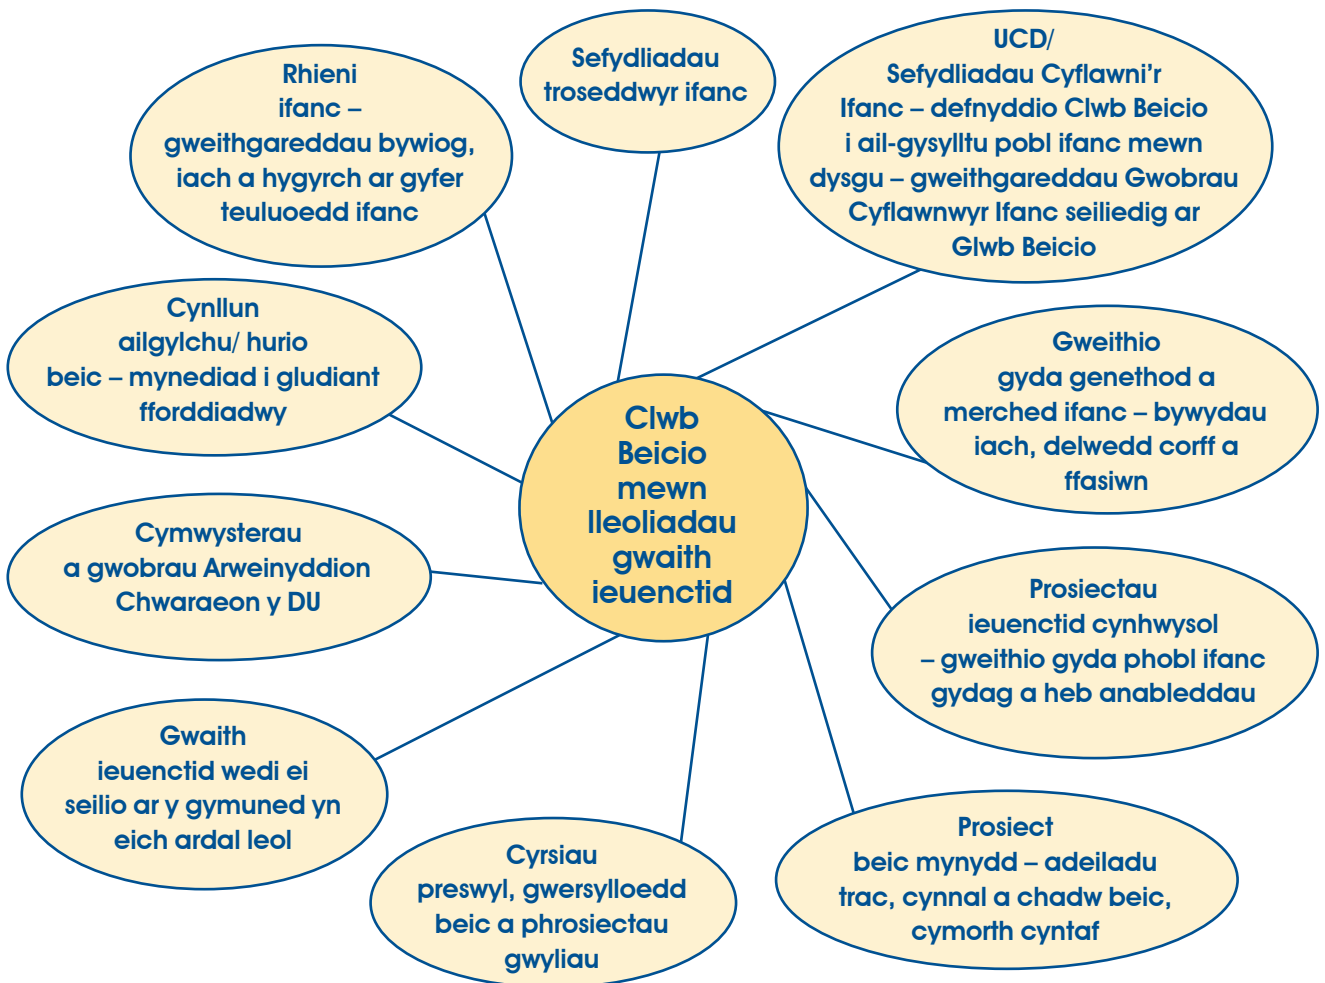 Sefydliadau
troseddwyr ifanc
UCD/
Sefydliadau Cyflawni’r
Ifanc – defnyddio Clwb Beicio
i ail-gysylltu pobl ifanc mewn
dysgu – gweithgareddau Gwobrau
Cyflawnwyr Ifanc seiliedig ar
Glwb Beicio
Rhieni
ifanc –
gweithgareddau bywiog,
iach a hygyrch ar gyfer
teuluoedd ifanc
Cynllun
ailgylchu/ hurio
beic – mynediad i gludiant
fforddiadwy
Gweithio
gyda genethod a
merched ifanc – bywydau
iach, delwedd corff a
ffasiwn
Clwb
Beicio
mewn
lleoliadau
gwaith
ieuenctid
Cymwysterau
a gwobrau Arweinyddion
Chwaraeon y DU
Prosiectau
ieuenctid cynhwysol
– gweithio gyda phobl ifanc
gydag a heb anableddau
Gwaith
ieuenctid wedi ei
seilio ar y gymuned yn
eich ardal leol
Cyrsiau
preswyl, gwersylloedd
beic a phrosiectau
gwyliau
Prosiect
beic mynydd – adeiladu
trac, cynnal a chadw beic,
cymorth cyntaf